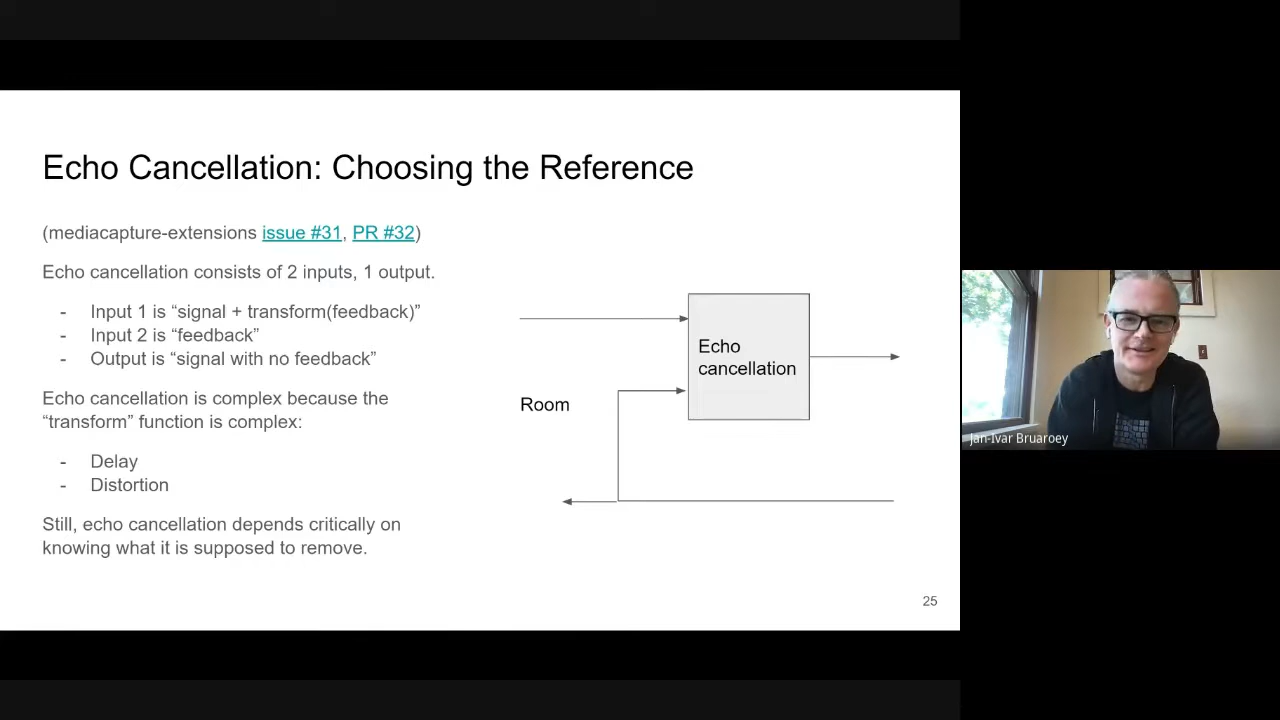 Echo Cancellation: Choosing the Reference
(mediacapture-extensions issue #31, PR #32)
Echo cancellation consists of 2 inputs, 1 output.
- Input 1 is “signal + transform(feedback)”
- Input 2 is “feedback”
- Output is “signal with no feedback”
Echo cancellation is complex because the
“transform” function is complex:
- Delay
- Distortion
Still, echo cancellation depends critically on
knowing what it is supposed to remove.
Echo
cancellation
Room
25
Jan-Ivar Bruaroey